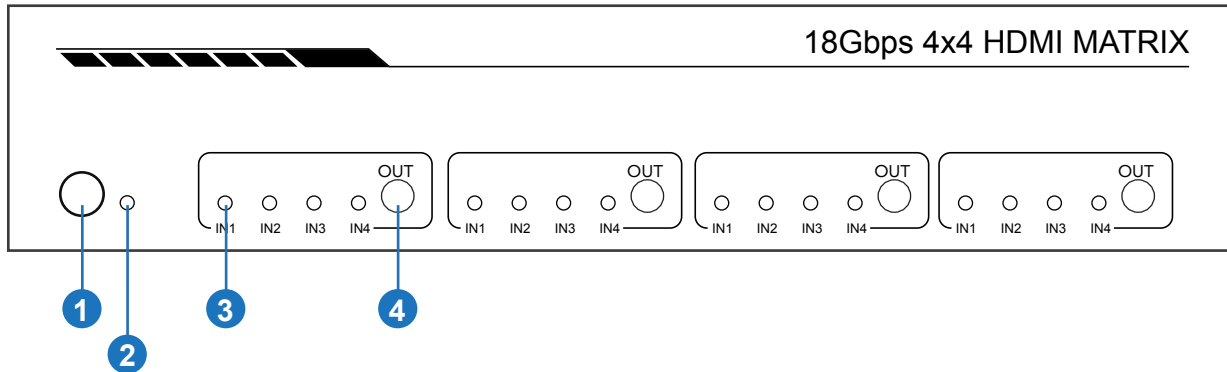 18Gbps 4x4 HDMI MATRIX
OUT OUT OUT OUT
IN1 IN2 IN3 IN4 IN1 IN2 IN3 IN4 IN1 IN2 IN3 IN4 IN1 IN2 IN3 IN4
1 3 4
2